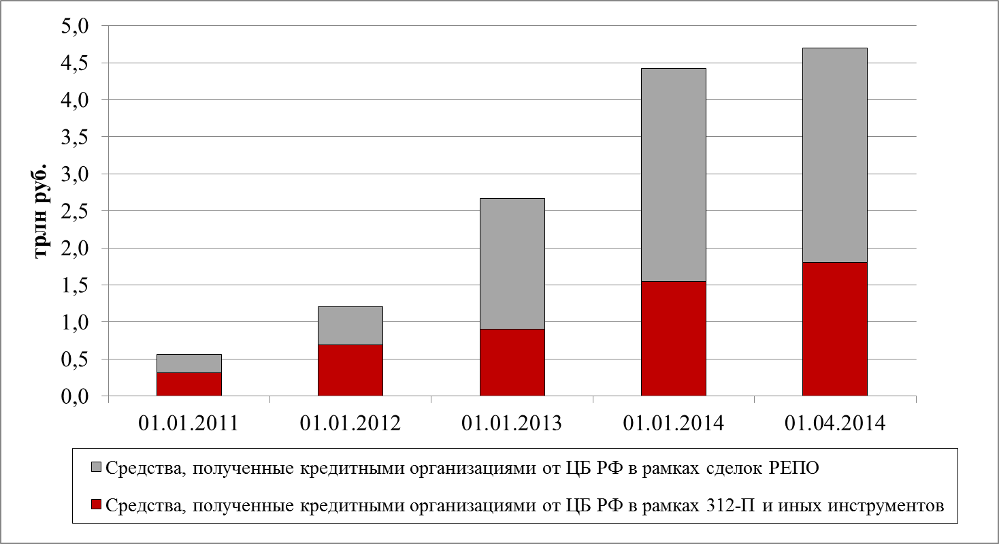 5,0
4,5
4,0
3,5
3,0
2,5
2,0
1,5
1,0
0,5
0,0
трлн руб.
01.01.2011 01.01.2012 01.01.2013 01.01.2014 01.04.2014
Средства, полученные кредитными организациями от ЦБ РФ в рамках сделок РЕПО
Средства, полученные кредитными организациями от ЦБ РФ в рамках 312-П и иных инструментов